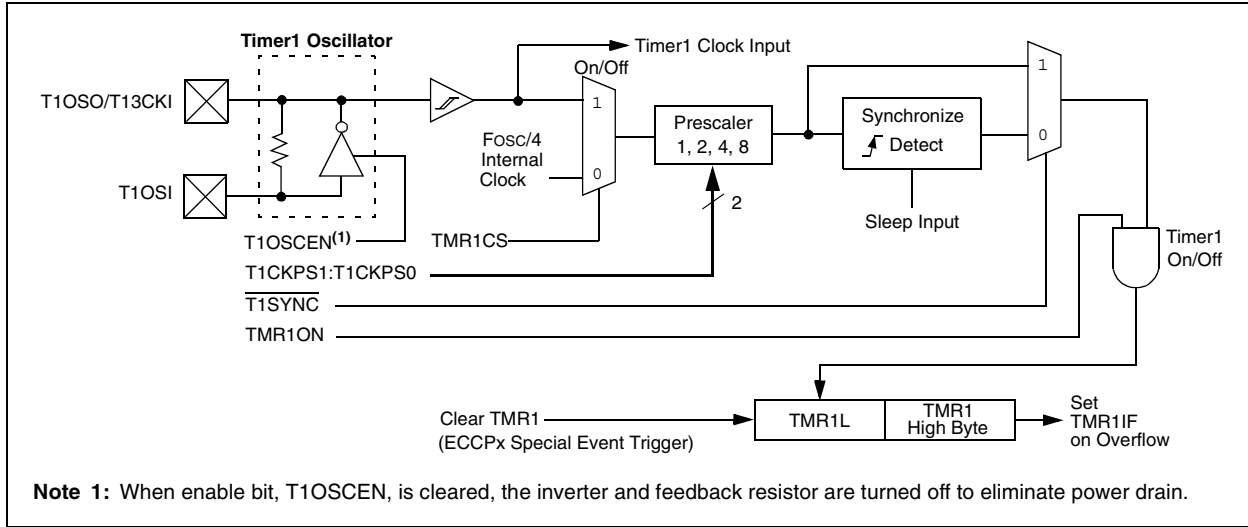 Timer1 Oscillator
T1OSO/T13CKI
T1OSI
Timer1 Clock Input
On/Off
1
0
FOSC/4
Internal
Clock
Prescaler
1, 2, 4, 8
2
Synchronize
Detect
Sleep Input
1
0
T1OSCEN(1)
TMR1CS
T1CKPS1:T1CKPS0
T1SYNC
TMR1ON
Timer1
On/Off
Clear TMR1
(ECCPx Special Event Trigger)
TMR1L
TMR1
High Byte
Set
TMR1IF
on Overflow
Note 1: When enable bit, T1OSCEN, is cleared, the inverter and feedback resistor are turned off to eliminate power drain.